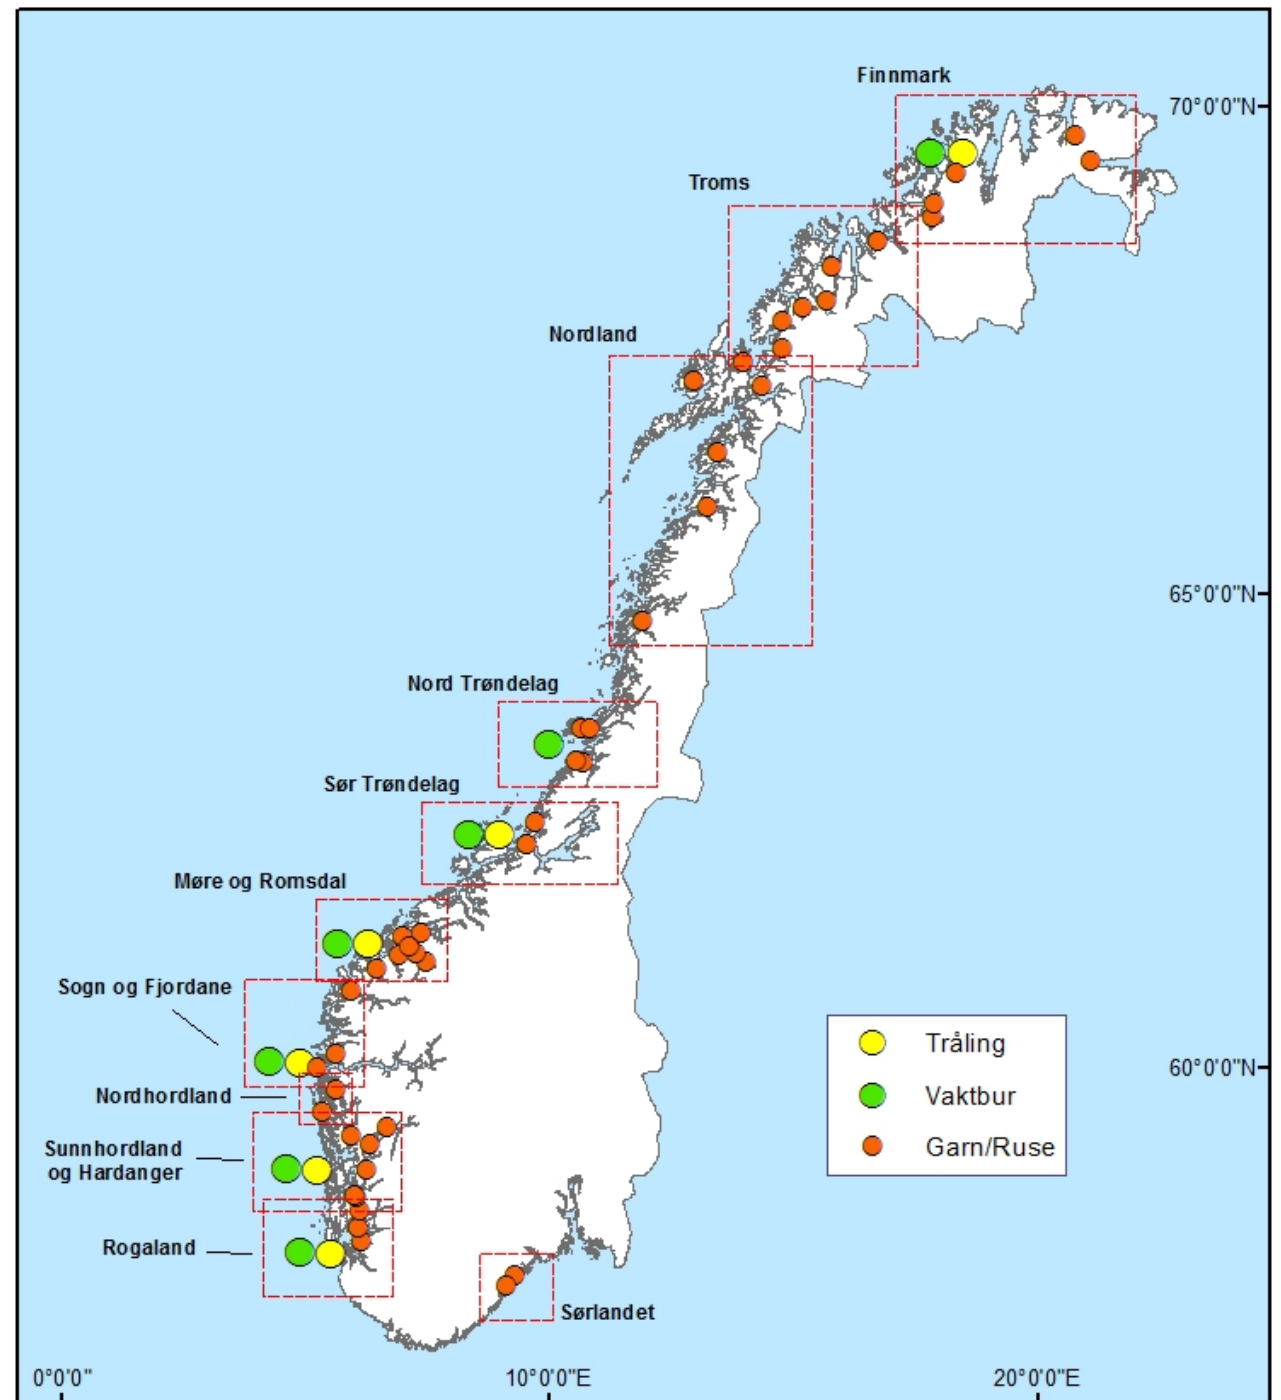 Finnmark
70°0'0"N
Troms
Nordland
65°0'0"N
Nord Trøndelag
Sør Trøndelag
Møre og Romsdal
Sogn og Fjordane
Tråling
60°0'0"N
Nordhordland
Vaktbur
Sunnhordland
og Hardanger
Garn/Ruse
Rogaland
Sørlandet
0°0'0"
10°0'0"E
20°0'0"E